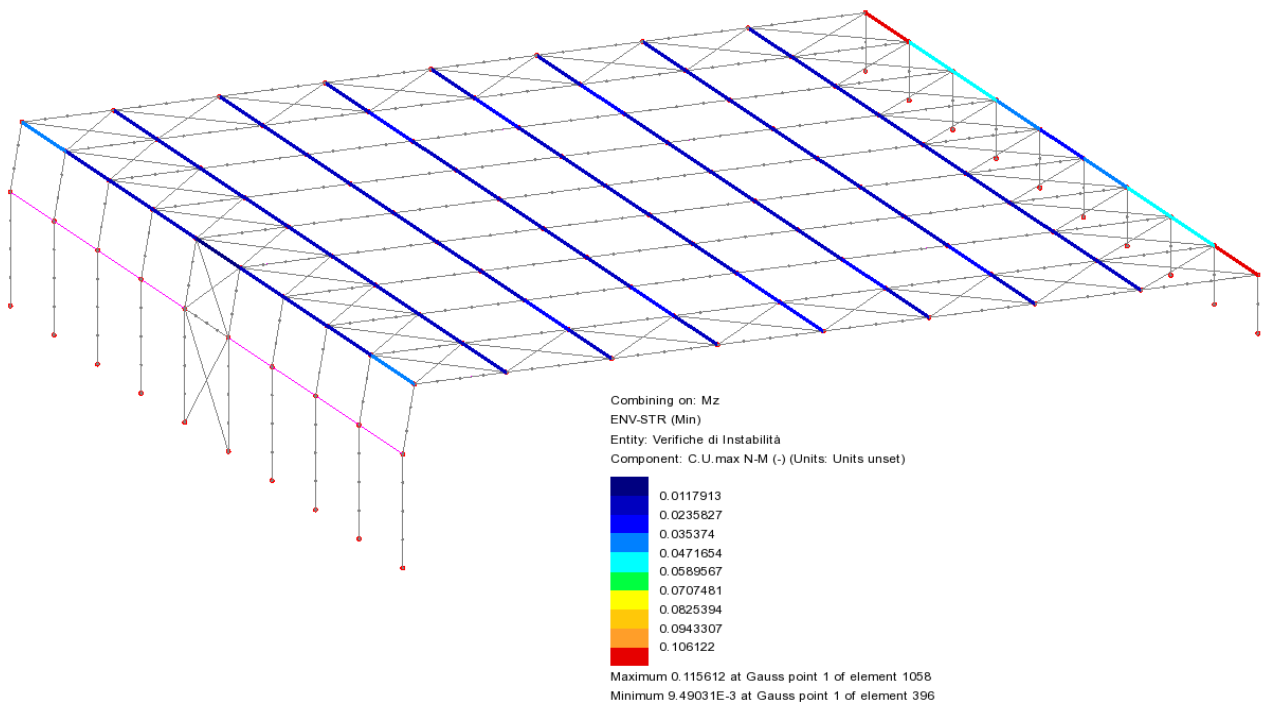 Combining on: Mz
ENV-STR (Min)
Entity: Verifiche di Instabilità
Component: C.U.max N-M (-) (Units: Units unset)
0.0117913
0.0235827
0.035374
0.0471654
0.0589567
0.0707481
0.0825394
0.0943307
0.106122
Maximum 0.115612 at Gauss point 1 of element 1058
Minimum 9.49031E-3 at Gauss point 1 of element 396